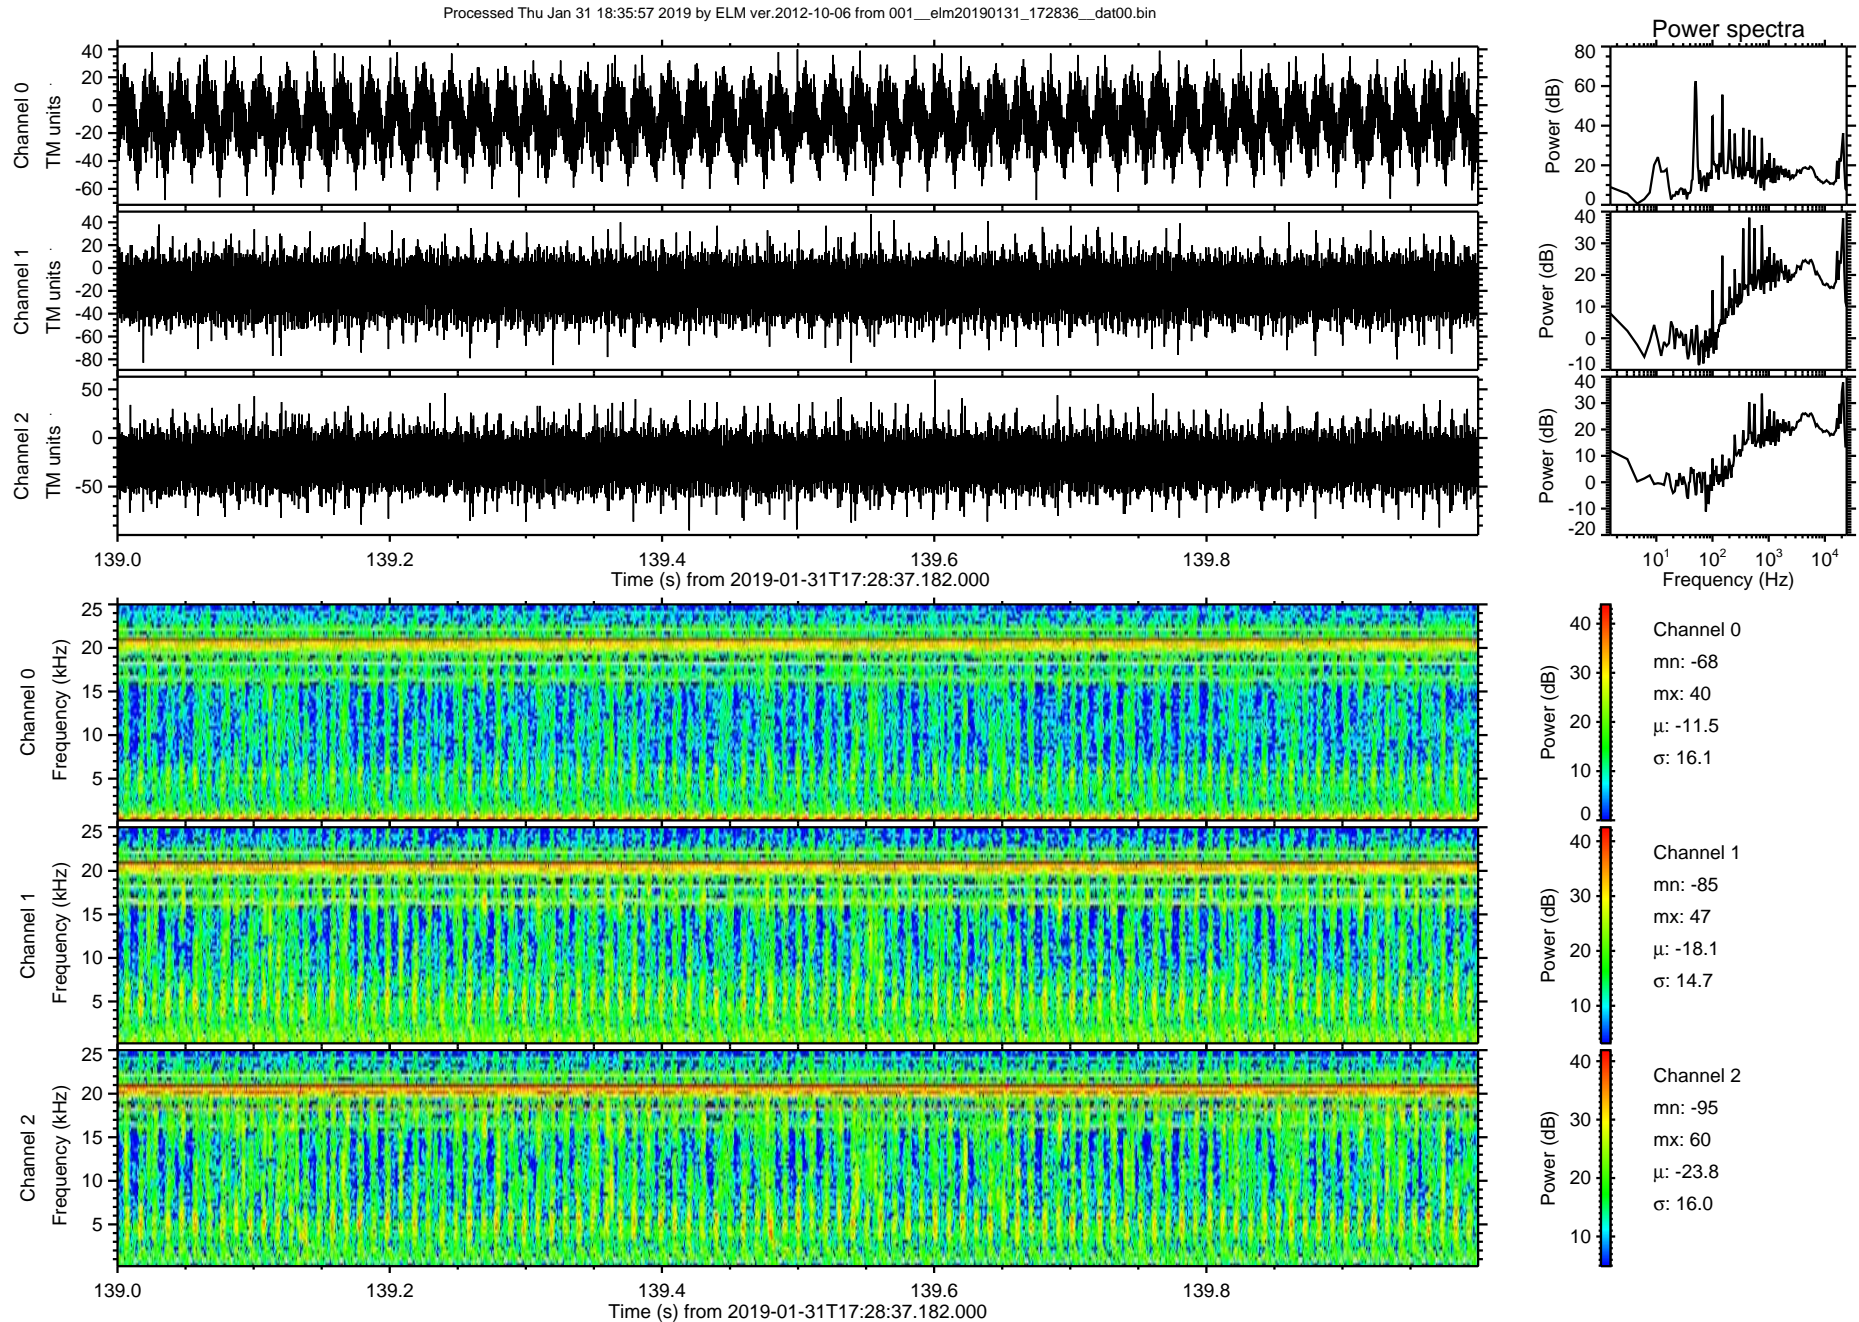 Processed Thu Jan 31 18:35:57 2019 by ELM ver.2012-10-06 from 001__elm20190131_172836__dat00.bin
Power spectra
Channel 0
TM units
40
20
0
-20
-40
-60
Power (dB)
80
60
40
20
0
Channel 1
TM units
40
20
0
-20
-40
-60
-80
Power (dB)
40
30
20
10
0
-10
Channel 2
TM units
50
0
-50
Power (dB)
40
30
20
10
0
-10
-20
139.0 139.2 139.4 139.6 139.8
Time (s) from 2019-01-31T17:28:37.182.000
10^1 10^2 10^3 10^4
Frequency (Hz)
Channel 0
Frequency (kHz)
25
20
15
10
5
Power (dB)
40
30
20
10
0
Channel 0
mn: -68
mx: 40
μ: -11.5
σ: 16.1
Channel 1
Frequency (kHz)
25
20
15
10
5
Power (dB)
40
30
20
10
Channel 1
mn: -85
mx: 47
μ: -18.1
σ: 14.7
Channel 2
Frequency (kHz)
25
20
15
10
5
Power (dB)
40
30
20
10
Channel 2
mn: -95
mx: 60
μ: -23.8
σ: 16.0
139.0 139.2 139.4 139.6 139.8
Time (s) from 2019-01-31T17:28:37.182.000